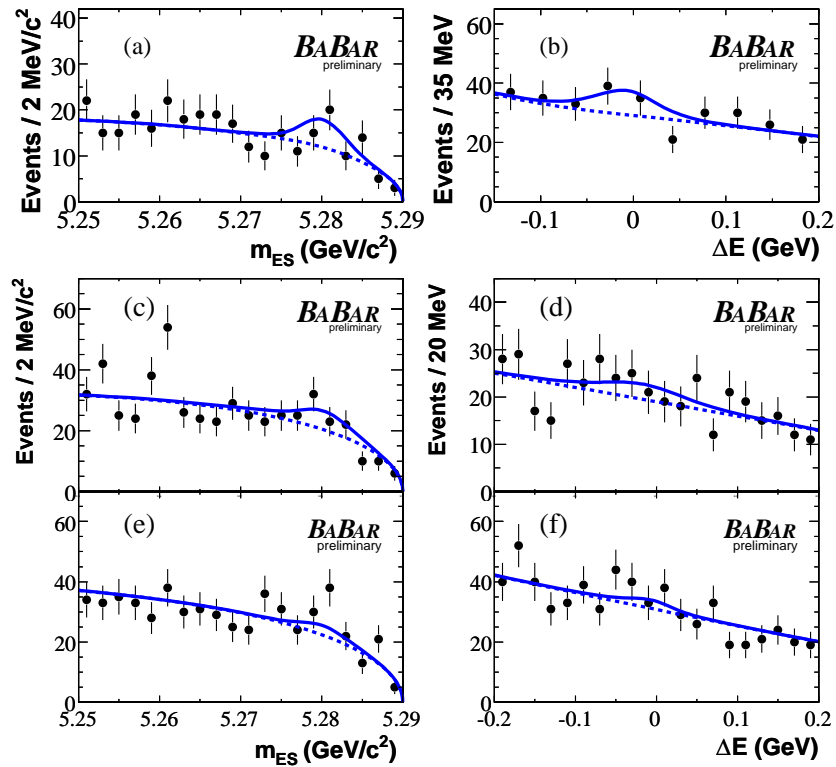 Events / 2 MeV/c²
40
30
20
10
0
(a)
BABAR
preliminary
5.25
5.26
5.27
5.28
5.29
m_ES (GeV/c²)
Events / 35 MeV
60
40
20
0
(b)
BABAR
preliminary
-0.1
0
0.1
0.2
ΔE (GeV)
Events / 2 MeV/c²
60
40
20
0
(c)
BABAR
preliminary
Events / 20 MeV
40
30
20
10
0
(d)
BABAR
preliminary
60
40
20
0
(e)
BABAR
preliminary
5.25
5.26
5.27
5.28
5.29
m_ES (GeV/c²)
60
40
20
0
(f)
BABAR
preliminary
-0.2
-0.1
0
0.1
0.2
ΔE (GeV)